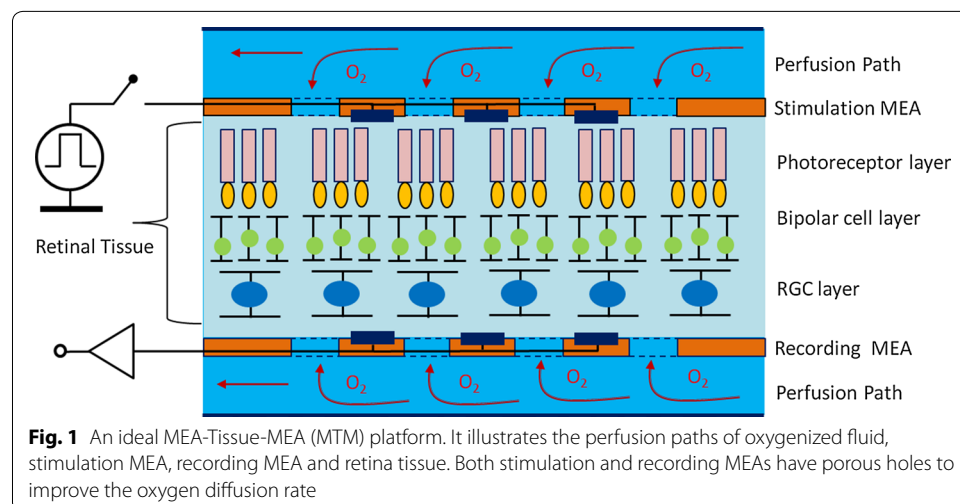 O2 O2 O2 O2
Perfusion Path
Stimulation MEA
Photoreceptor layer
Bipolar cell layer
Retinal Tissue
RGC layer
Recording MEA
O2 O2 O2 O2
Perfusion Path
Fig. 1 An ideal MEA-Tissue-MEA (MTM) platform. It illustrates the perfusion paths of oxygenized fluid,
stimulation MEA, recording MEA and retina tissue. Both stimulation and recording MEAs have porous holes to
improve the oxygen diffusion rate